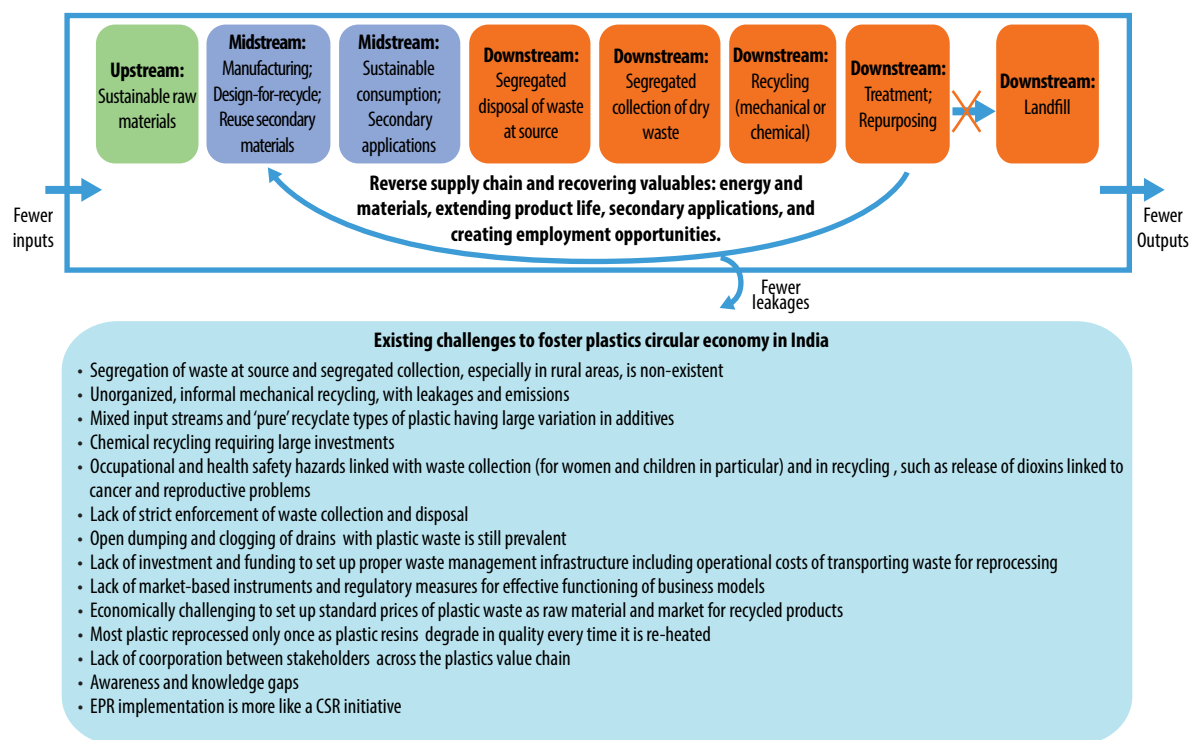 Upstream:
Sustainable raw
materials
Midstream:
Manufacturing;
Design-for-recycle;
Reuse secondary
materials
Midstream:
Sustainable
consumption;
Secondary
applications
Downstream:
Segregated
disposal of waste
at source
Downstream:
Segregated
collection of dry
waste
Downstream:
Recycling
(mechanical or
chemical)
Downstream:
Treatment;
Repurposing
Downstream:
Landfill
Fewer
inputs
Reverse supply chain and recovering valuables: energy and
materials, extending product life, secondary applications, and
creating employment opportunities.
Fewer
Outputs
Fewer
leakages
Existing challenges to foster plastics circular economy in India
• Segregation of waste at source and segregated collection, especially in rural areas, is non-existent
• Unorganized, informal mechanical recycling, with leakages and emissions
• Mixed input streams and ‘pure’ recyclate types of plastic having large variation in additives
• Chemical recycling requiring large investments
• Occupational and health safety hazards linked with waste collection (for women and children in particular) and in recycling , such as release of dioxins linked to
cancer and reproductive problems
• Lack of strict enforcement of waste collection and disposal
• Open dumping and clogging of drains with plastic waste is still prevalent
• Lack of investment and funding to set up proper waste management infrastructure including operational costs of transporting waste for reprocessing
• Lack of market-based instruments and regulatory measures for effective functioning of business models
• Economically challenging to set up standard prices of plastic waste as raw material and market for recycled products
• Most plastic reprocessed only once as plastic resins degrade in quality every time it is re-heated
• Lack of coorporation between stakeholders across the plastics value chain
• Awareness and knowledge gaps
• EPR implementation is more like a CSR initiative